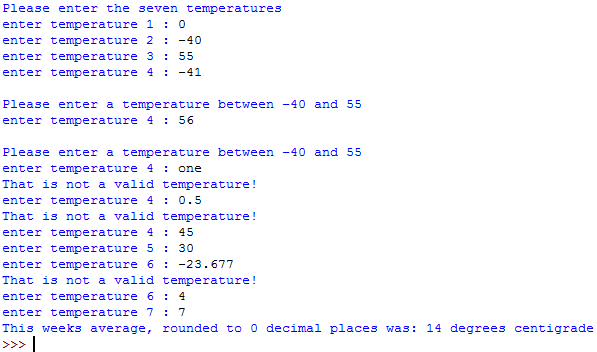 Please enter the seven temperatures
enter temperature 1 : 0
enter temperature 2 : -40
enter temperature 3 : 55
enter temperature 4 : -41
Please enter a temperature between -40 and 55
enter temperature 4 : 56
Please enter a temperature between -40 and 55
enter temperature 4 : one
That is not a valid temperature!
enter temperature 4 : 0.5
That is not a valid temperature!
enter temperature 4 : 45
enter temperature 5 : 30
enter temperature 6 : -23.677
That is not a valid temperature!
enter temperature 6 : 4
enter temperature 7 : 7
This weeks average, rounded to 0 decimal places was: 14 degrees centigrade
>>>